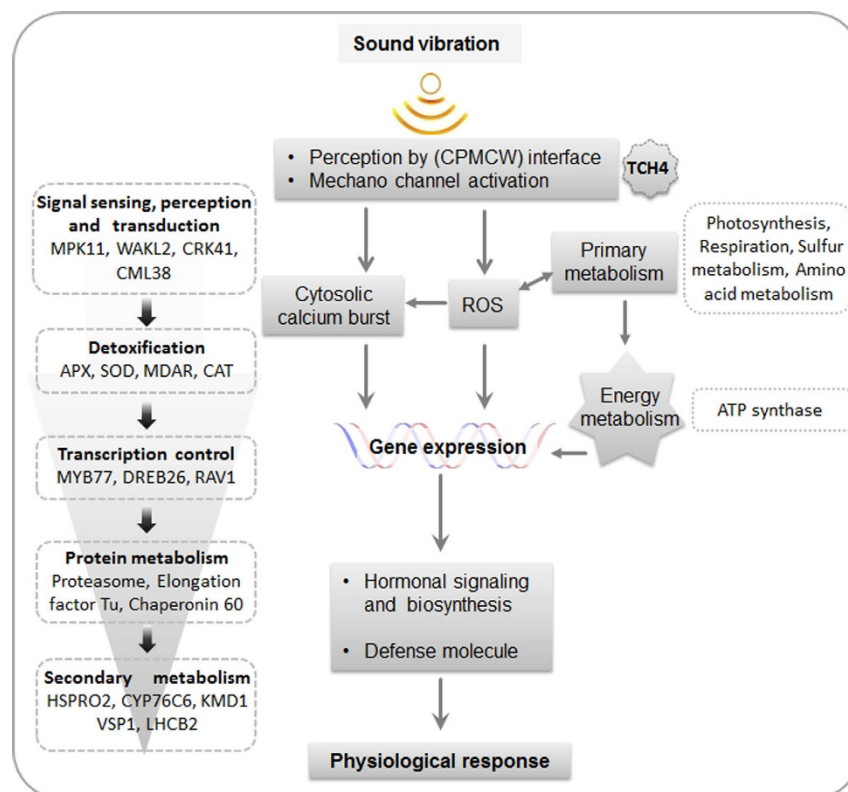 Sound vibration
• Perception by (CPMCW) interface
• Mechano channel activation
TCH4
Signal sensing, perception
and transduction
MPK11, WAKL2, CRK41,
CML38
Detoxification
APX, SOD, MDAR, CAT
Transcription control
MYB77, DREB26, RAV1
Protein metabolism
Proteasome, Elongation
factor Tu, Chaperonin 60
Secondary metabolism
HSPRO2, CYP76C6, KMD1
VSP1, LHCB2
Cytosolic
calcium burst
ROS
Primary
metabolism
Photosynthesis,
Respiration, Sulfur
metabolism, Amino
acid metabolism
Energy
metabolism
ATP synthase
Gene expression
• Hormonal signaling
and biosynthesis
• Defense molecule
Physiological response